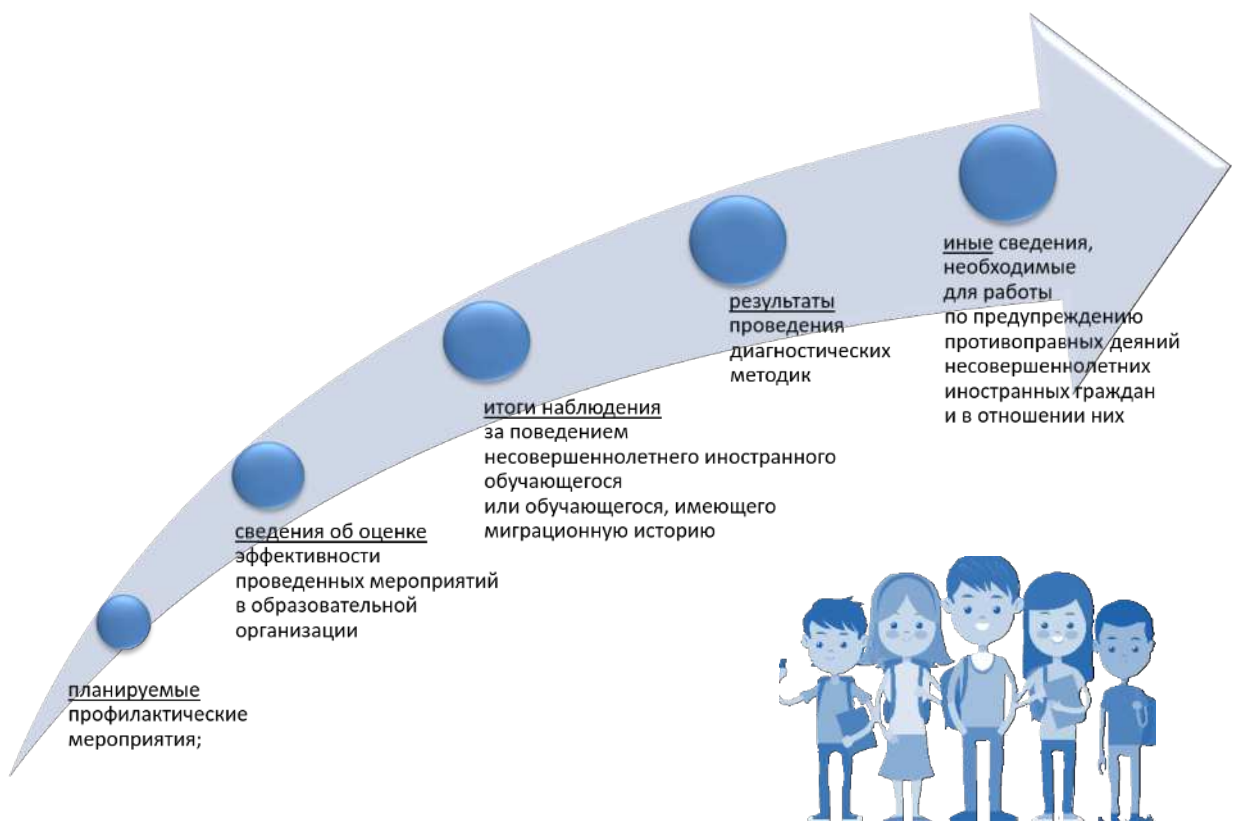 планируемые
профилактические
мероприятия;
сведения об оценке
эффективности
проведенных мероприятий
в образовательной
организации
итоги наблюдения
за поведением
несовершеннолетнего иностранного
обучающегося
или обучающегося, имеющего
миграционную историю
результаты
проведения
диагностических
методик
иные сведения,
необходимые
для работы
по предупреждению
противоправных деяний
несовершеннолетних
иностранных граждан
и в отношении них